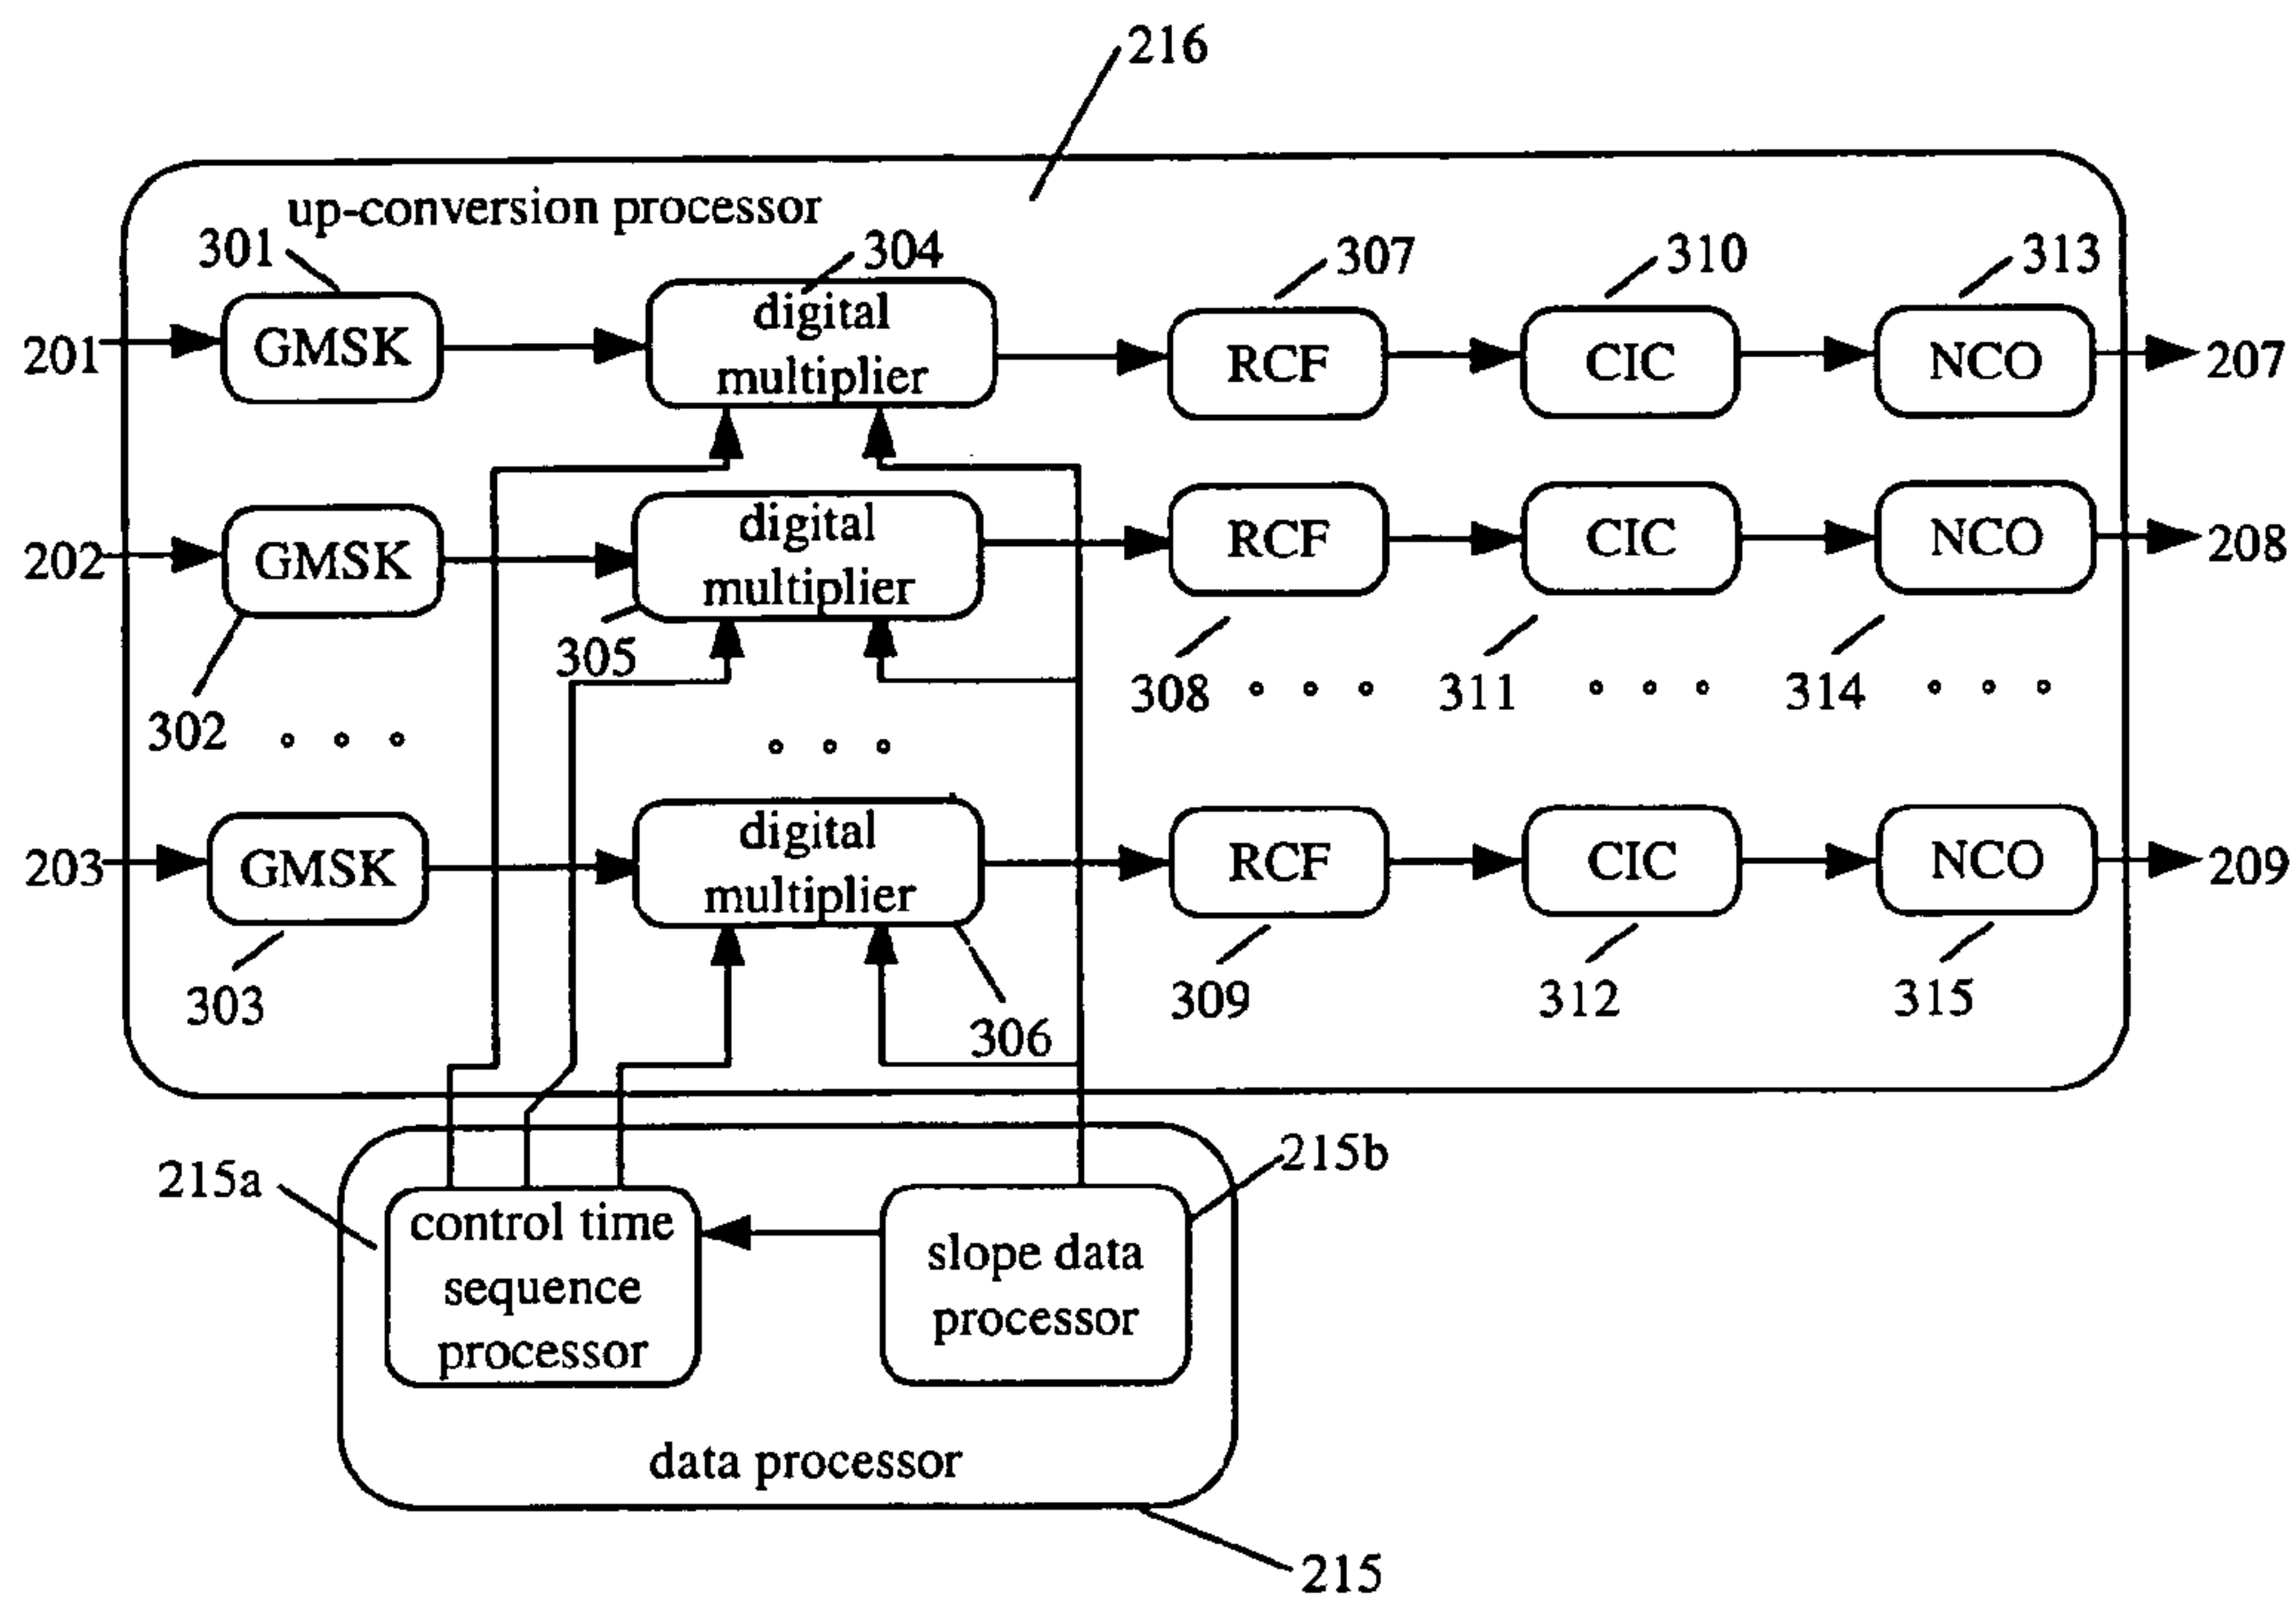 216
up-conversion processor
301
304
307
310
313
201
GMSK
digital
multiplier
RCF
CIC
NCO
207
202
GMSK
digital
multiplier
RCF
CIC
NCO
208
302
305
308
311
314
203
GMSK
digital
multiplier
RCF
CIC
NCO
209
303
306
309
312
315
215a
control time
sequence
processor
slope data
processor
215b
data processor
215